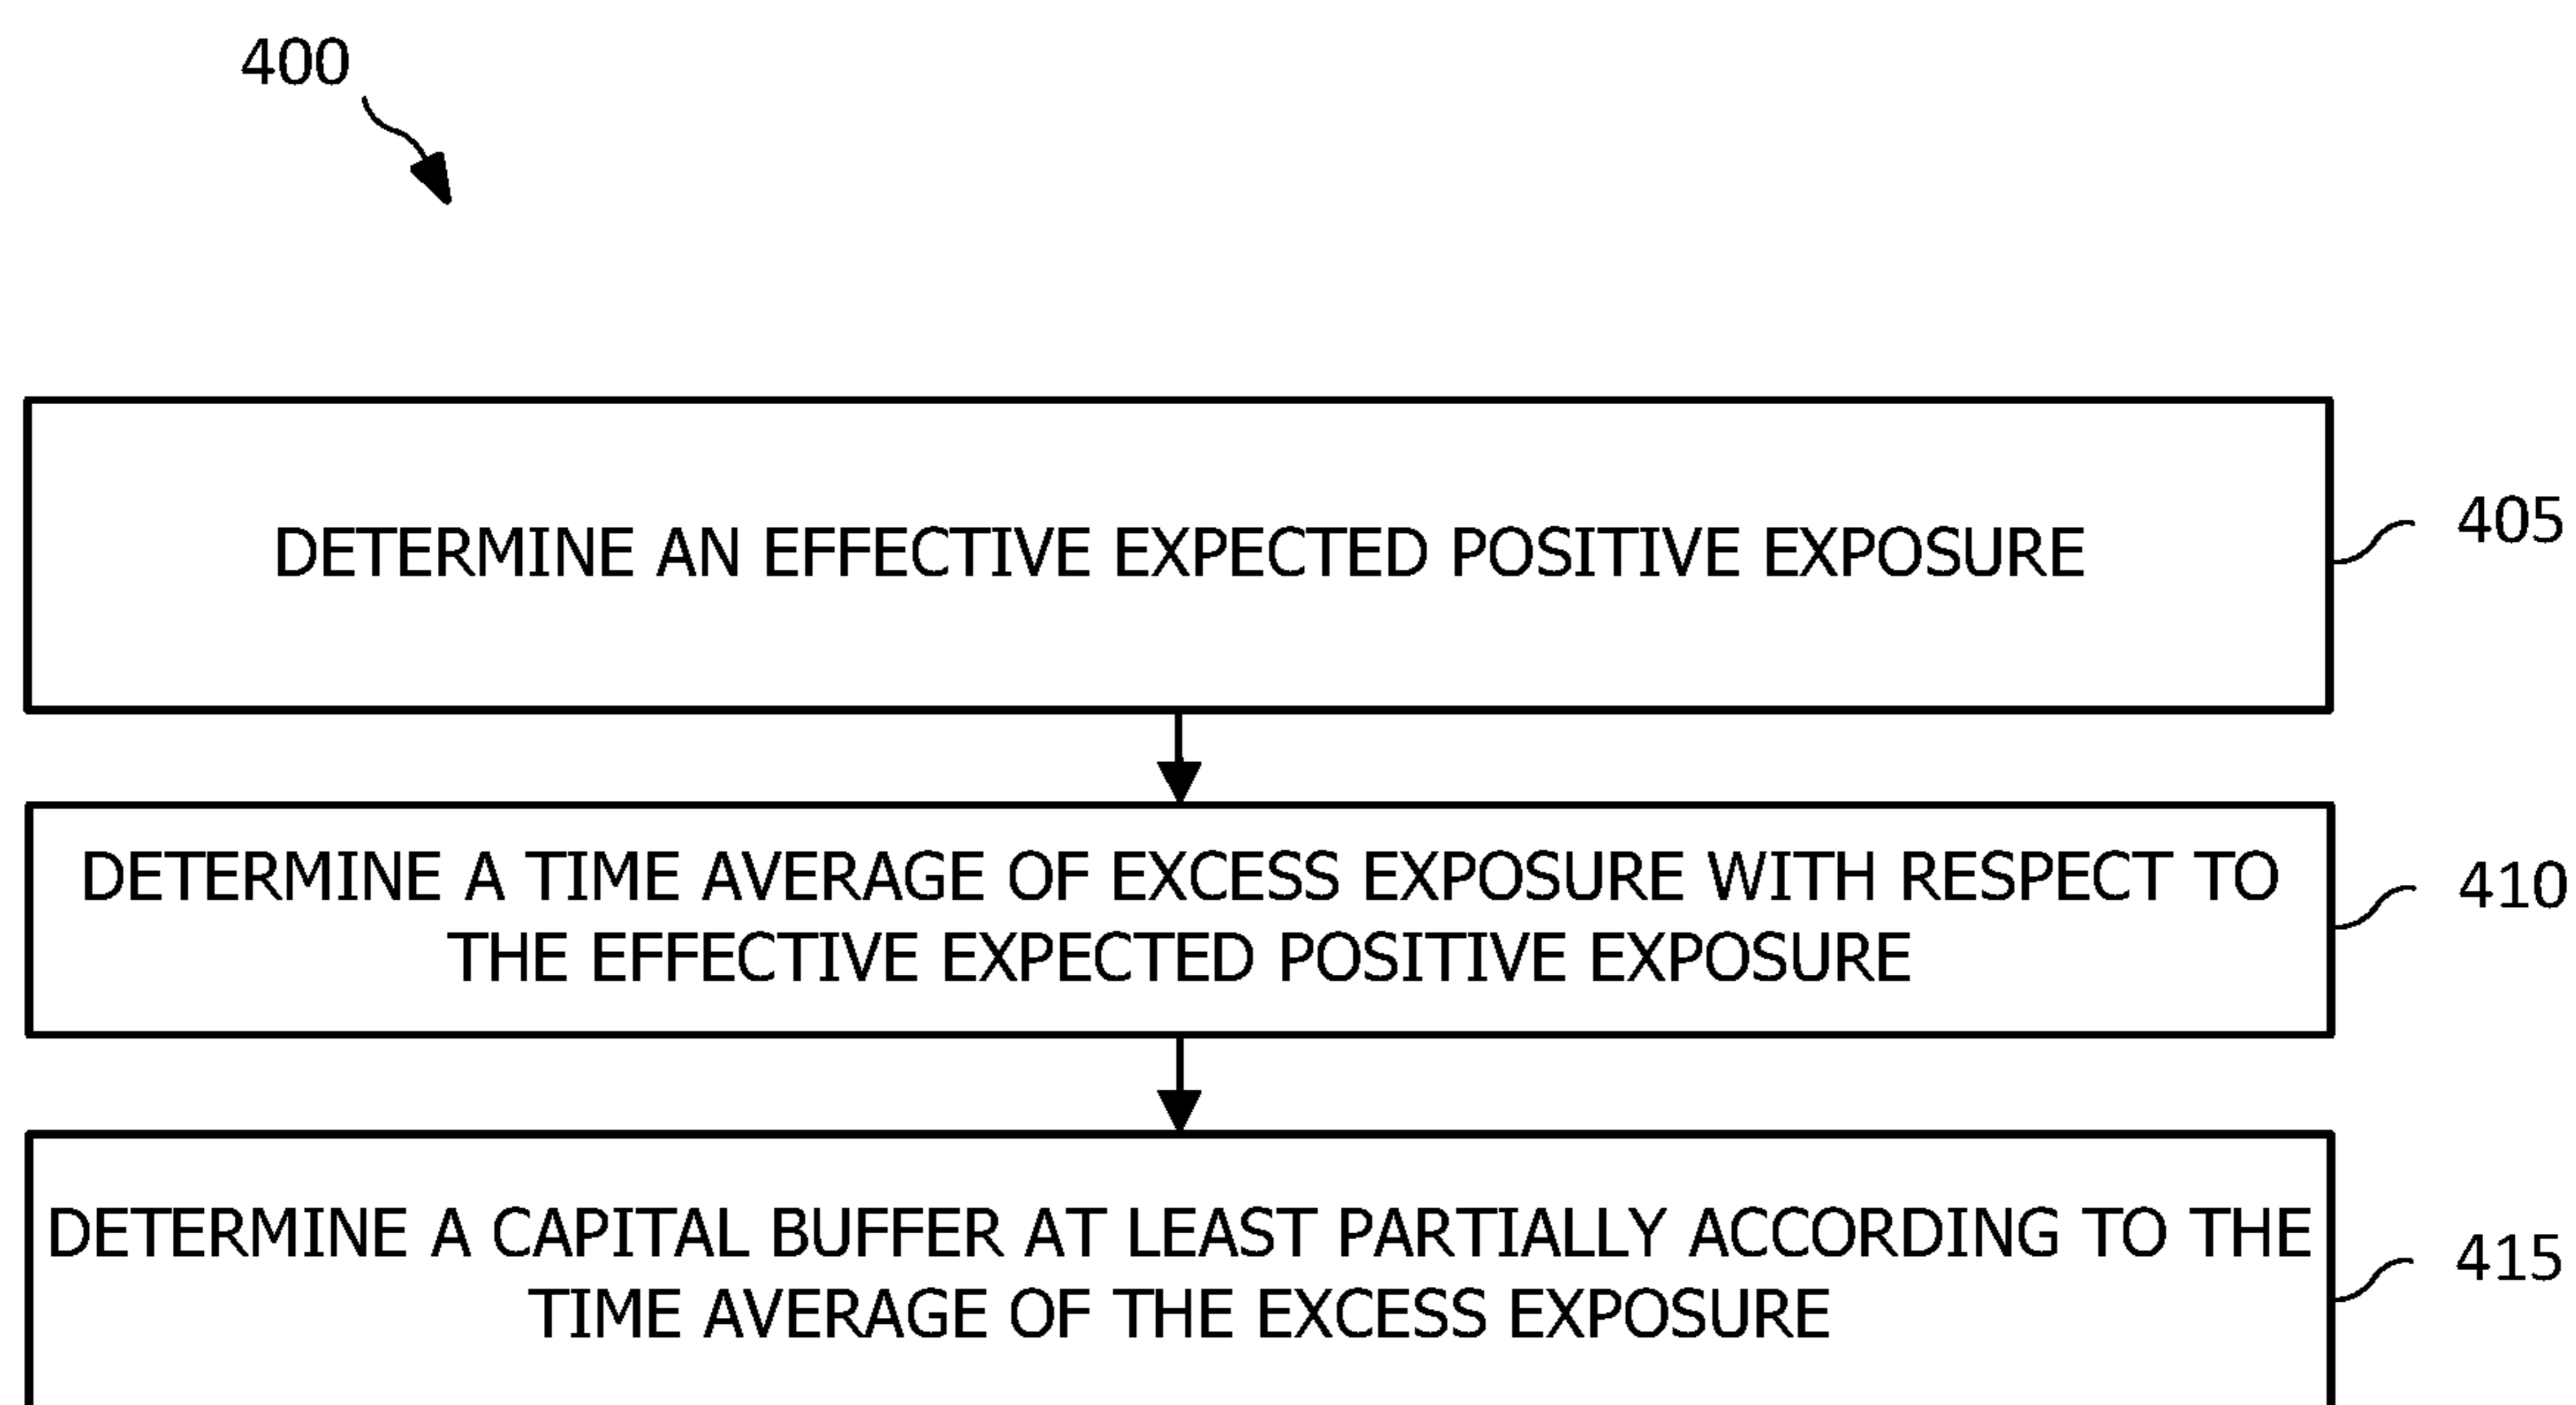 400
DETERMINE AN EFFECTIVE EXPECTED POSITIVE EXPOSURE
405
DETERMINE A TIME AVERAGE OF EXCESS EXPOSURE WITH RESPECT TO
THE EFFECTIVE EXPECTED POSITIVE EXPOSURE
410
DETERMINE A CAPITAL BUFFER AT LEAST PARTIALLY ACCORDING TO THE
TIME AVERAGE OF THE EXCESS EXPOSURE
415